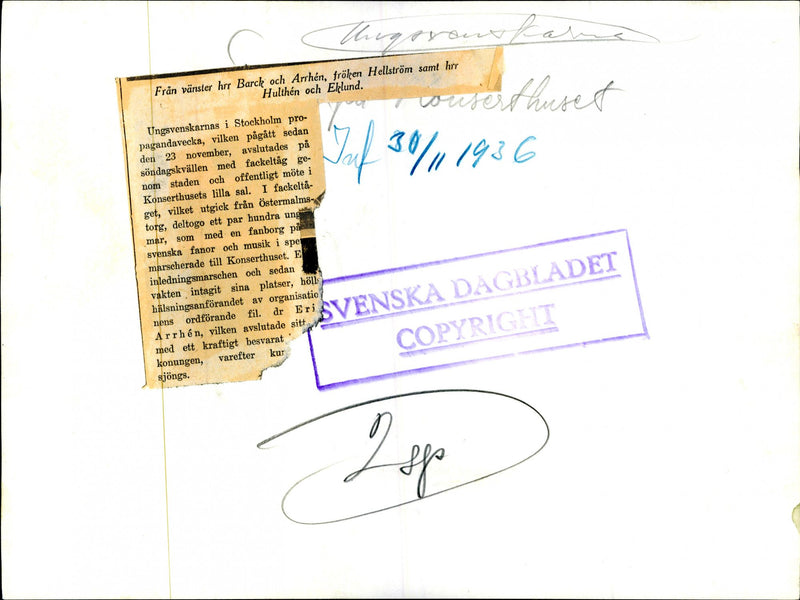 Ungsvenskarna
på Konserthuset
Inf 30/11 1936
Från vänster hrr Barck och Arrhén, fröken Hellström samt hrr
Hulthén och Eklund.
Ungsvenskarnas i Stockholm pro-
pagandavecka, vilken pågått sedan
den 23 november, avslutades på
söndagskvällen med fackeltåg ge-
nom staden och offentligt möte i
Konserthusets lilla sal. I fackeltå-
get, vilket utgick från Östermalms-
torg, deltogo ett par hundra ung
mar, som med en fanborg på
svenska fanor och musik i spe
marscherade till Konserthuset. E
inledningsmarschen och sedan
vakten intagit sina platser, höll
hälsningsanförandet av organisatio
nens ordförande fil. dr Eri
Arrhén, vilken avslutade sitt
med ett kraftigt besvarat
konungen, varefter kun
sjöngs.
SVENSKA DAGBLADET
COPYRIGHT
2 sp